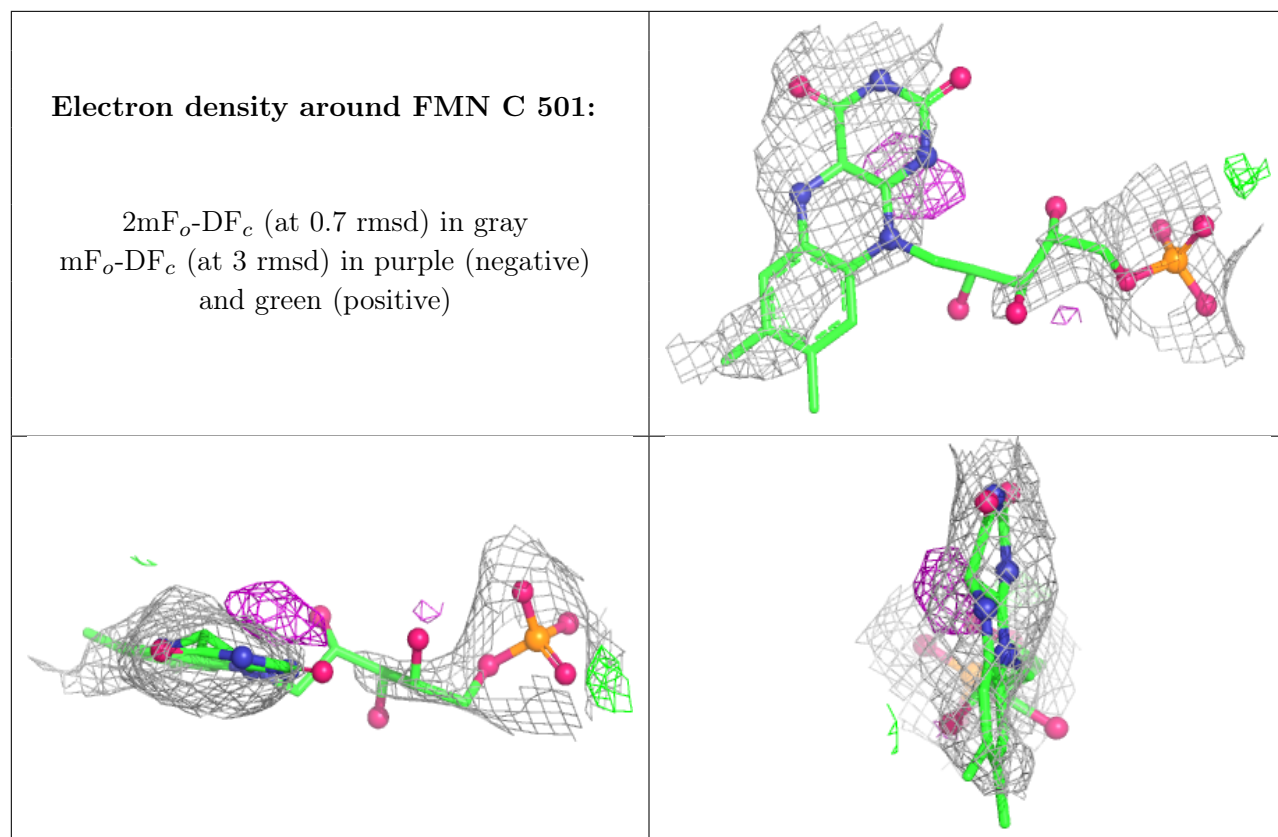 Electron density around FMN C 501:
2mFₒ-DF𝒸 (at 0.7 rmsd) in gray
mFₒ-DF𝒸 (at 3 rmsd) in purple (negative)
and green (positive)